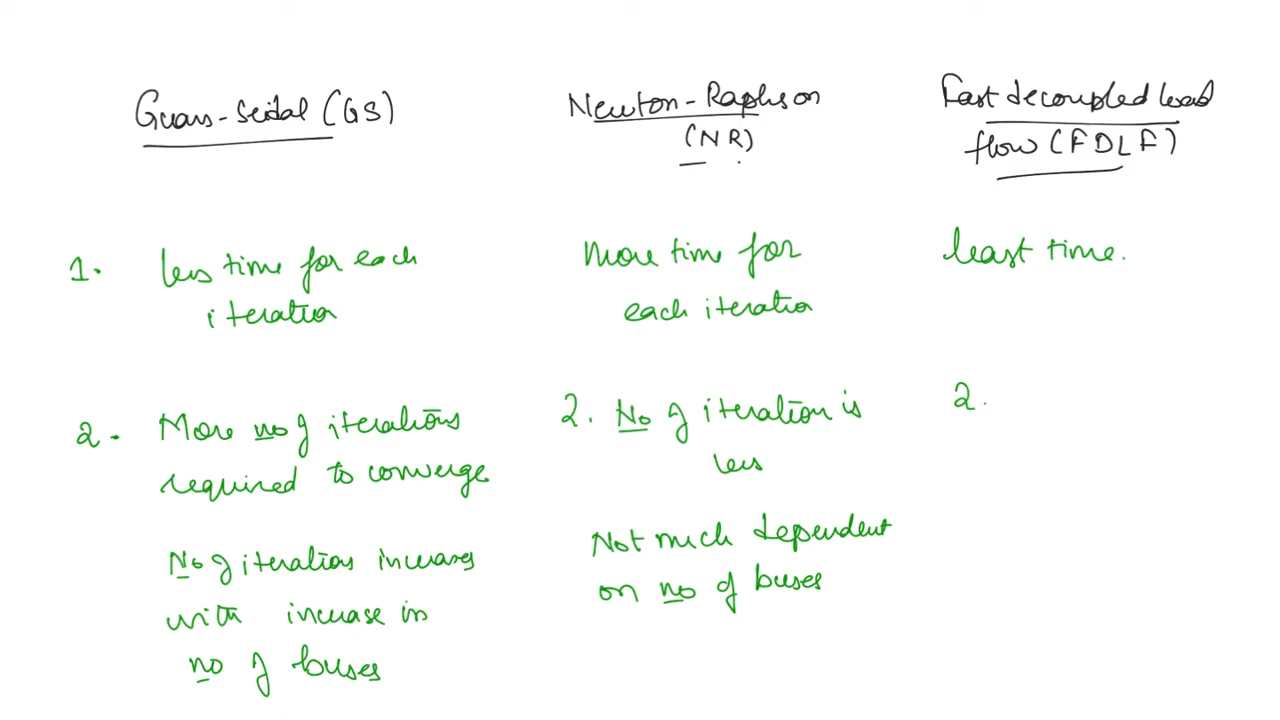 Guass-Seidal (GS)
Newton-Raphson
(NR)
Fast decoupled load
flow (FDLF)
1. less time for each
iteration
More time for
each iteration
least time.
2. More no of iterations
required to converge
No of iterations increases
with increase in
no of buses
2. No of iteration is
less
Not much dependent
on no of buses
2.